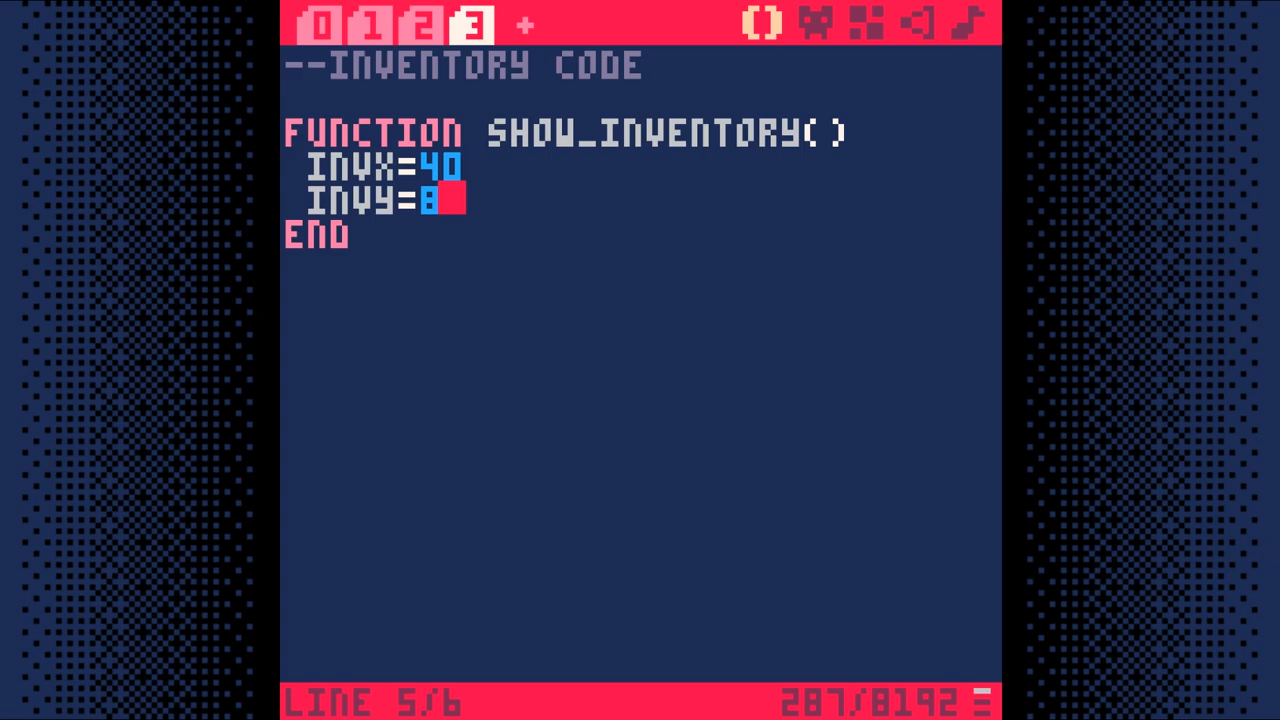 0 1 2 3 +
--INVENTORY CODE
FUNCTION SHOW_INVENTORY()
INVX=40
INVY=8
END
LINE 5/6 287/8192